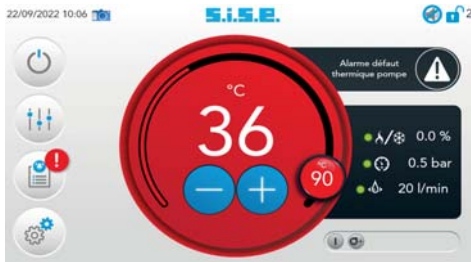 22/09/2022 10:06
s.i.s.e.
2
Alarme défaut
thermique pompe
°C
36
0.0 %
0.5 bar
°C
90
20 l/min